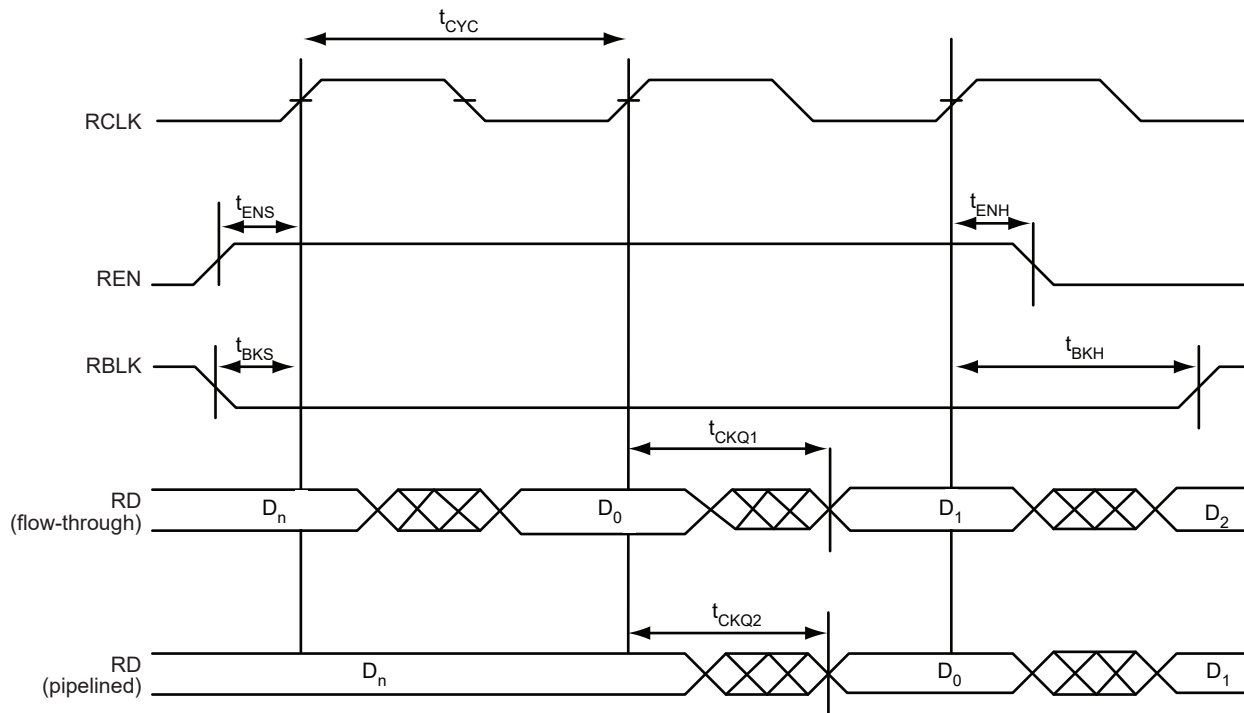 tCYC
RCLK
tENS
tENH
REN
tBKS
tBKH
RBLK
tCKQ1
RD
(flow-through)
Dn
D0
D1
D2
tCKQ2
RD
(pipelined)
Dn
D0
D1